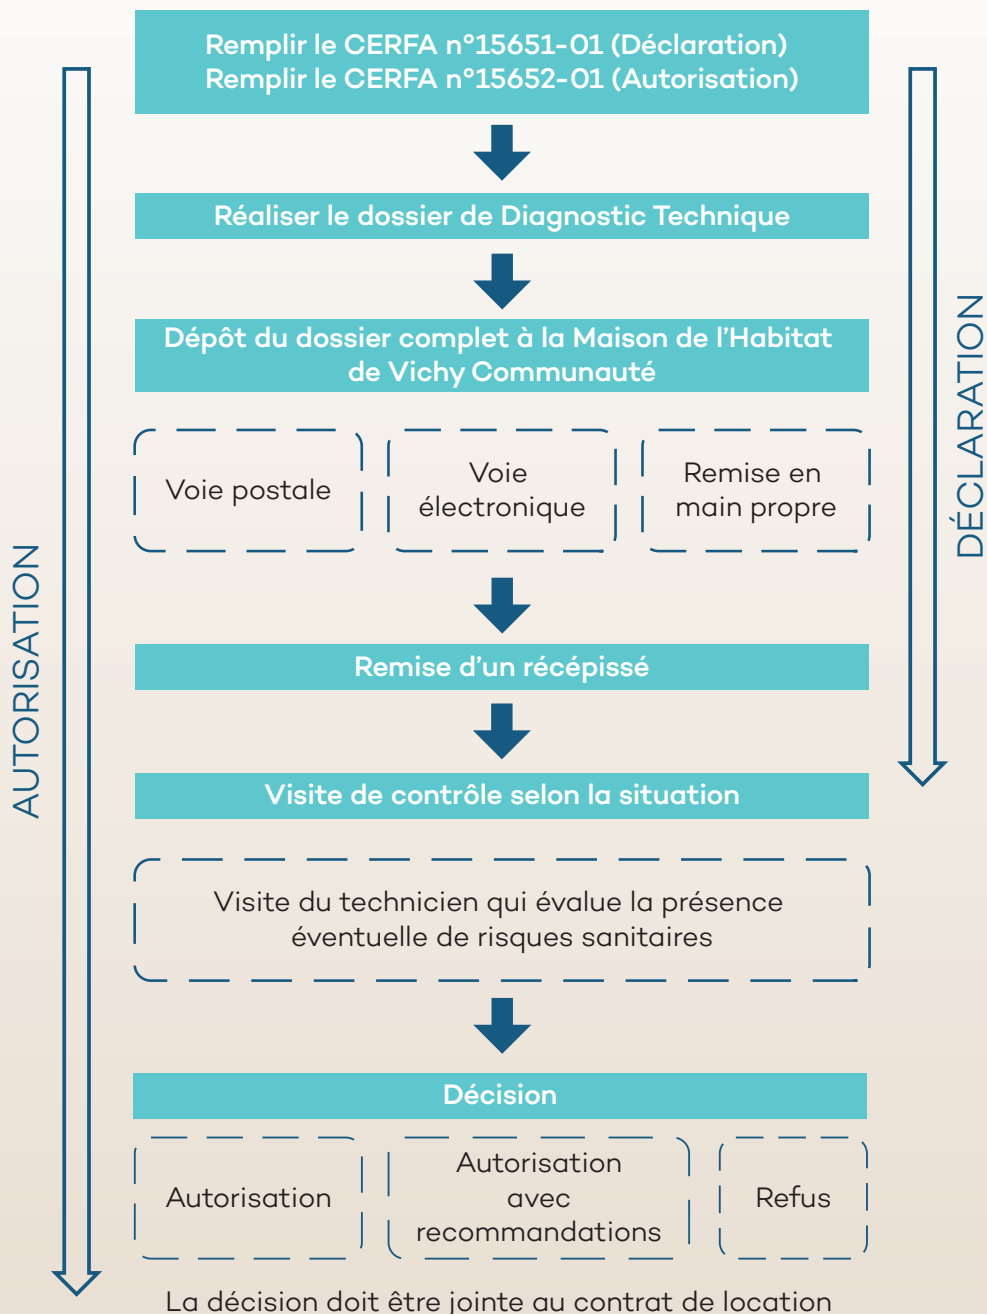 Remplir le CERFA n°15651-01 (Déclaration)
Remplir le CERFA n°15652-01 (Autorisation)
Réaliser le dossier de Diagnostic Technique
Dépôt du dossier complet à la Maison de l'Habitat
de Vichy Communauté
Voie postale
Voie
électronique
Remise en
main propre
Remise d'un récépissé
Visite de contrôle selon la situation
Visite du technicien qui évalue la présence
éventuelle de risques sanitaires
Décision
Autorisation
Autorisation
avec
recommandations
Refus
La décision doit être jointe au contrat de location
AUTORISATION
DÉCLARATION